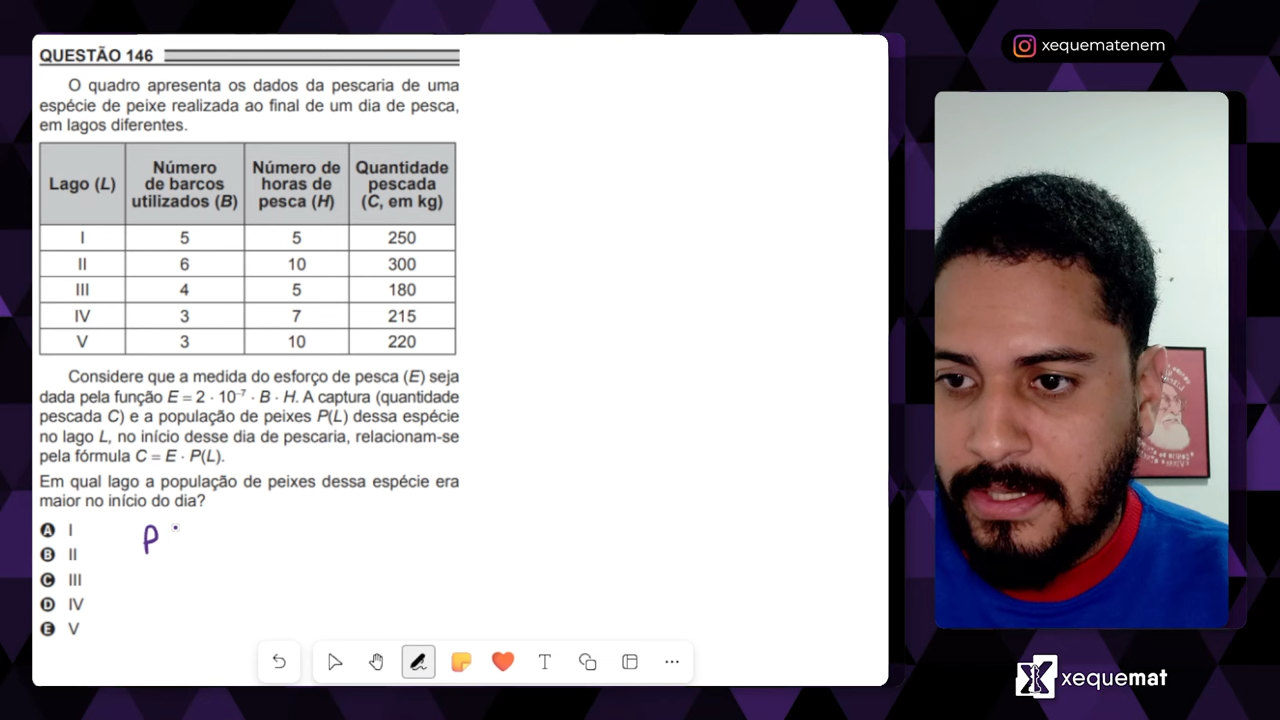 QUESTÃO 146
O quadro apresenta os dados da pescaria de uma
espécie de peixe realizada ao final de um dia de pesca,
em lagos diferentes.
Lago (L) Número de barcos utilizados (B) Número de horas de pesca (H) Quantidade pescada (C, em kg)
I 5 5 250
II 6 10 300
III 4 5 180
IV 3 7 215
V 3 10 220
Considere que a medida do esforço de pesca (E) seja
dada pela função E = 2 · 10⁻⁷ · B · H. A captura (quantidade
pescada C) e a população de peixes P(L) dessa espécie
no lago L, no início desse dia de pescaria, relacionam-se
pela fórmula C = E · P(L).
Em qual lago a população de peixes dessa espécie era
maior no início do dia?
A I
B II
C III
D IV
E V
P
T
xequematenem
xequemat